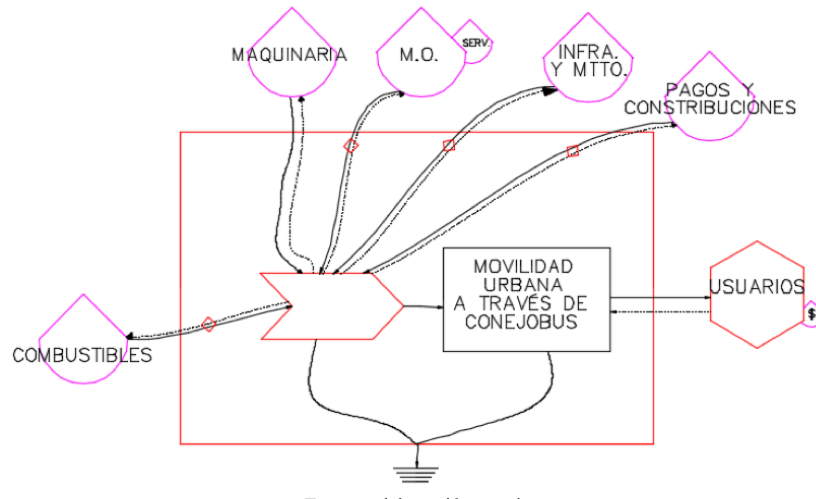 MAQUINARIA
M.O.
SERV.
INFRA.
Y MTTO.
PAGOS Y
CONSTRIBUCIONES
MOVILIDAD
URBANA
A TRAVÉS DE
CONEJOBUS
USUARIOS
$
COMBUSTIBLES